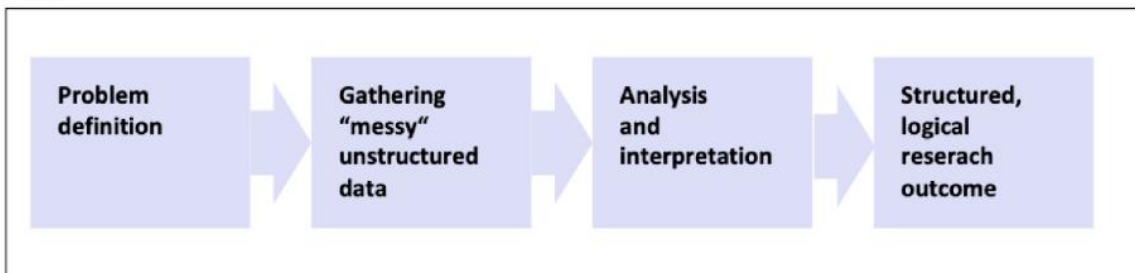 Problem
definition
Gathering
“messy“
unstructured
data
Analysis
and
interpretation
Structured,
logical
reserach
outcome